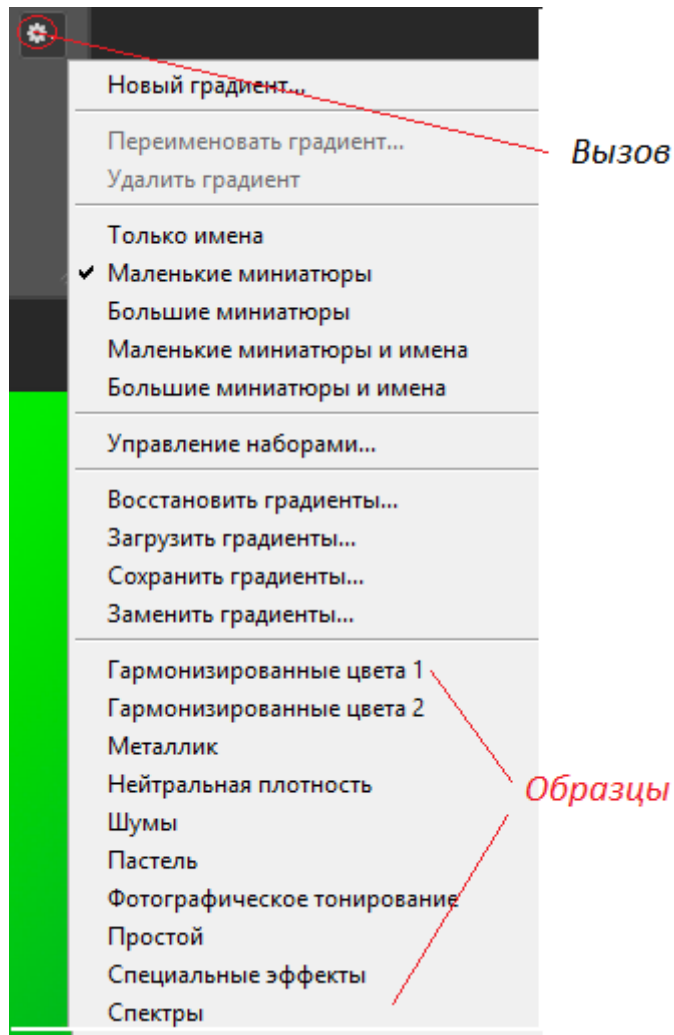 Новый градиент...
Вызов
Переименовать градиент...
Удалить градиент
Только имена
Маленькие миниатюры
Большие миниатюры
Маленькие миниатюры и имена
Большие миниатюры и имена
Управление наборами...
Восстановить градиенты...
Загрузить градиенты...
Сохранить градиенты...
Заменить градиенты...
Гармонизированные цвета 1
Гармонизированные цвета 2
Металлик
Нейтральная плотность
Образцы
Шумы
Пастель
Фотографическое тонирование
Простой
Специальные эффекты
Спектры